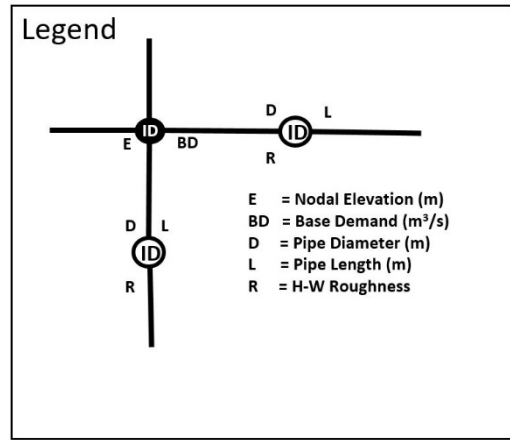 Legend
D L
ID ID
E BD
R
D L
ID
R
E = Nodal Elevation (m)
BD = Base Demand (m³/s)
D = Pipe Diameter (m)
L = Pipe Length (m)
R = H-W Roughness